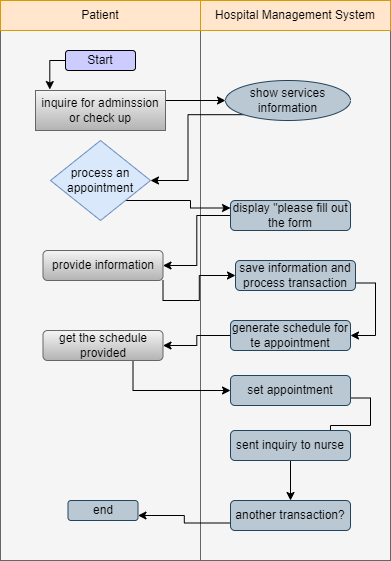 Patient
Hospital Management System
Start
inquire for adminssion
or check up
show services
information
process an
appointment
display "please fill out
the form
provide information
save information and
process transaction
generate schedule for
te appointment
get the schedule
provided
set appointment
sent inquiry to nurse
another transaction?
end